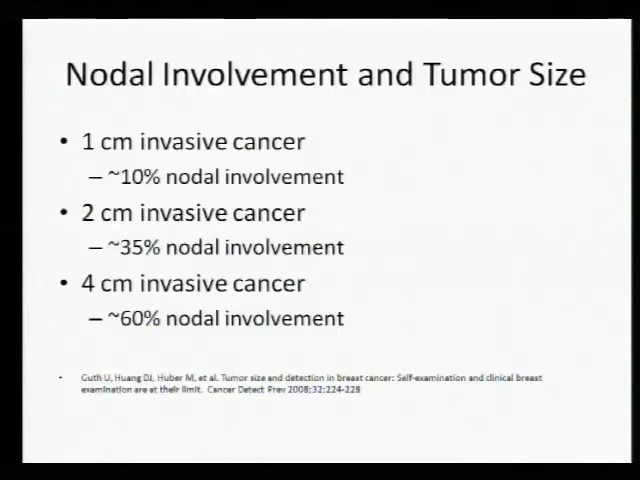 Nodal Involvement and Tumor Size
• 1 cm invasive cancer
– ~10% nodal involvement
• 2 cm invasive cancer
– ~35% nodal involvement
• 4 cm invasive cancer
– ~60% nodal involvement
• Guth U, Huang DJ, Huber M, et al. Tumor size and detection in breast cancer: Self-examination and clinical breast
examination are at their limit. Cancer Detect Prev 2008;32:224-228